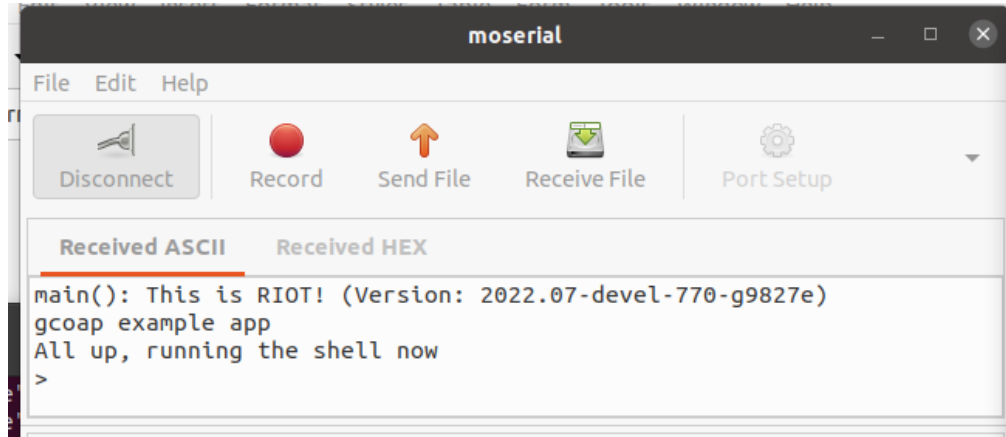 moserial
File Edit Help
Disconnect Record Send File Receive File Port Setup
Received ASCII Received HEX
main(): This is RIOT! (Version: 2022.07-devel-770-g9827e)
gcoap example app
All up, running the shell now
>